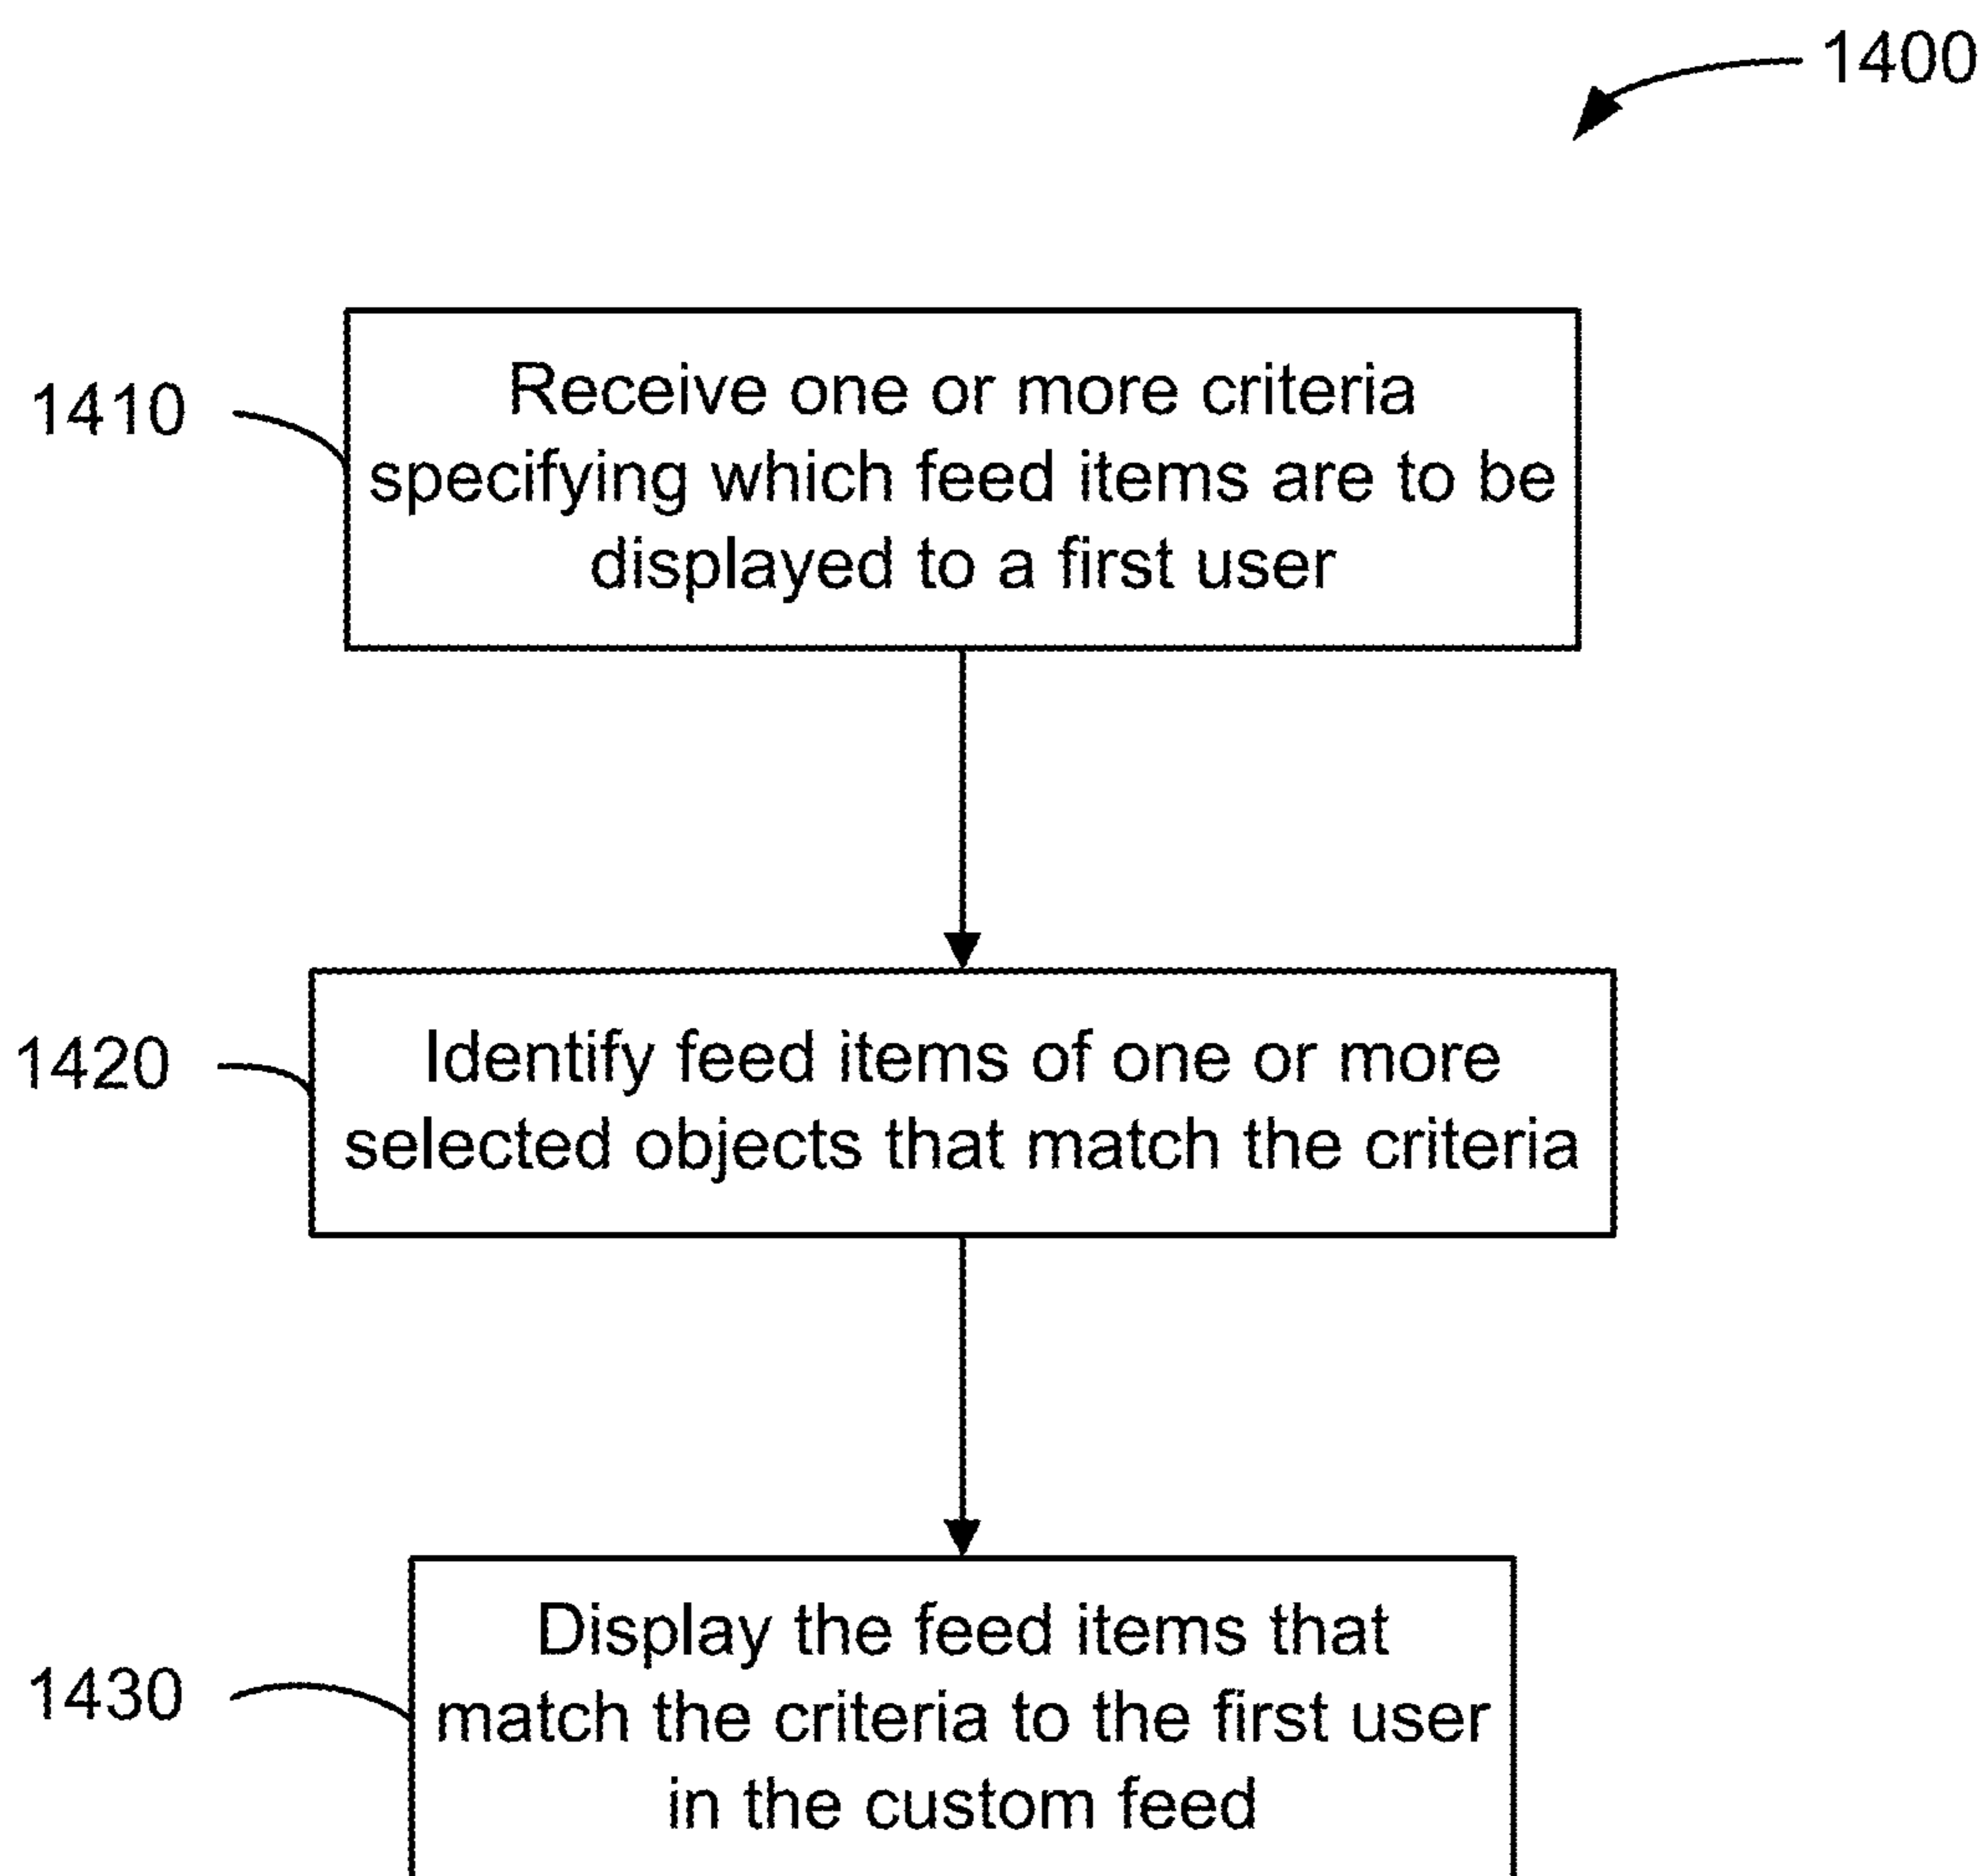 1400
1410
Receive one or more criteria
specifying which feed items are to be
displayed to a first user
1420
Identify feed items of one or more
selected objects that match the criteria
1430
Display the feed items that
match the criteria to the first user
in the custom feed